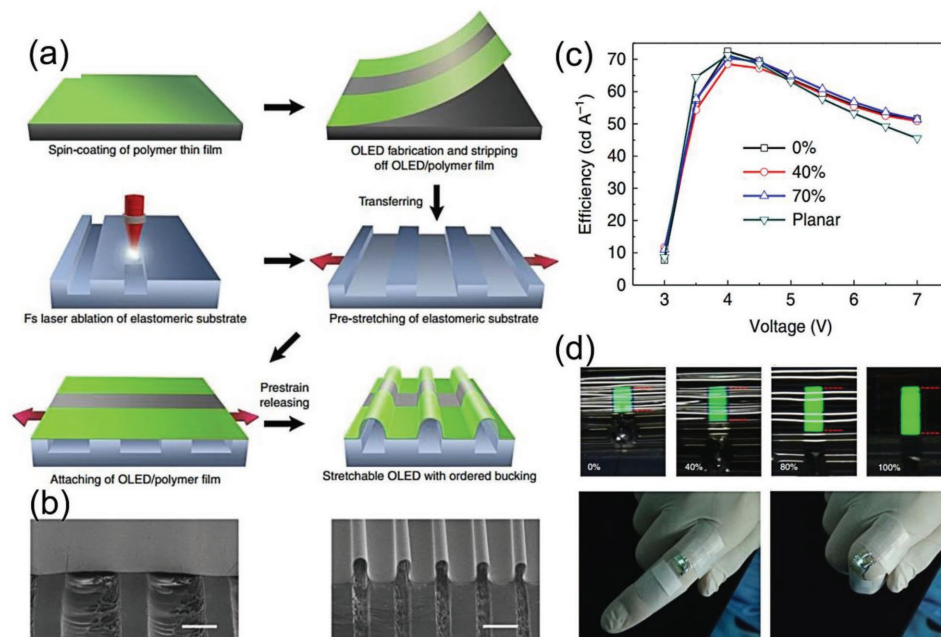 (a)
Spin-coating of polymer thin film
OLED fabrication and stripping
off OLED/polymer film
Transferring
Fs laser ablation of elastomeric substrate
Pre-stretching of elastomeric substrate
Prestrain
releasing
Attaching of OLED/polymer film
Stretchable OLED with ordered bucking
(b)
(c)
Efficiency (cd A⁻¹)
70
60
50
40
30
20
10
0
0%
40%
70%
Planar
3 4 5 6 7
Voltage (V)
(d)
0% 40% 80% 100%